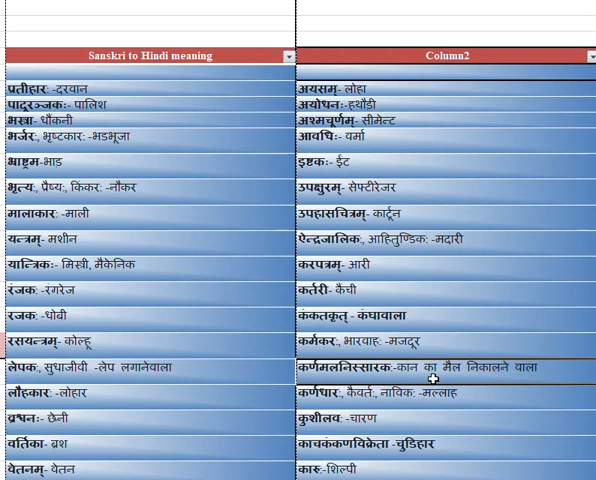 Sanskri to Hindi meaning
Column2
प्रतीहार: -दरवान
अयसम्- लोहा
पादूरञ्जकः- पालिश
अयोधनः-हथौडी
भस्त्रा- धौंकनी
अश्मचूर्णम्- सीमेन्ट
भर्जर:, भृष्टकार: -भडभूजा
आवधिः- वर्मा
भ्राष्ट्रम-भाड
इष्टकः- ईंट
भृत्य:, प्रैष्य:, किंकर: -नौकर
उपक्षुरम्- सेफ्टीरेजर
मालाकार: -माली
उपहासचित्रम्- कार्टून
यन्त्रम्- मशीन
ऐन्द्रजालिक:, आहितुण्डिक: -मदारी
यान्त्रिकः- मिस्त्री, मैकेनिक
करपत्रम्- आरी
रंजक: -रंगरेज
कर्तरी- कैंची
रजक: -धोबी
कंकतकृत् - कंघावाला
रसयन्त्रम्- कोल्हू
कर्मकर:, भारवाह: -मजदूर
लेपक:, सुधाजीवी -लेप लगानेवाला
कर्णमलनिस्सारक:-कान का मैल निकालने वाला
लौहकार: -लोहार
कर्णधार:, कैवर्त:, नाविक: -मल्लाह
व्रश्चनः- छेनी
कुशीलव: -चारण
वर्तिका- ब्रश
काचकंकणविक्रेता -चुडिहार
वेतनम्- वेतन
कारू:-शिल्पी